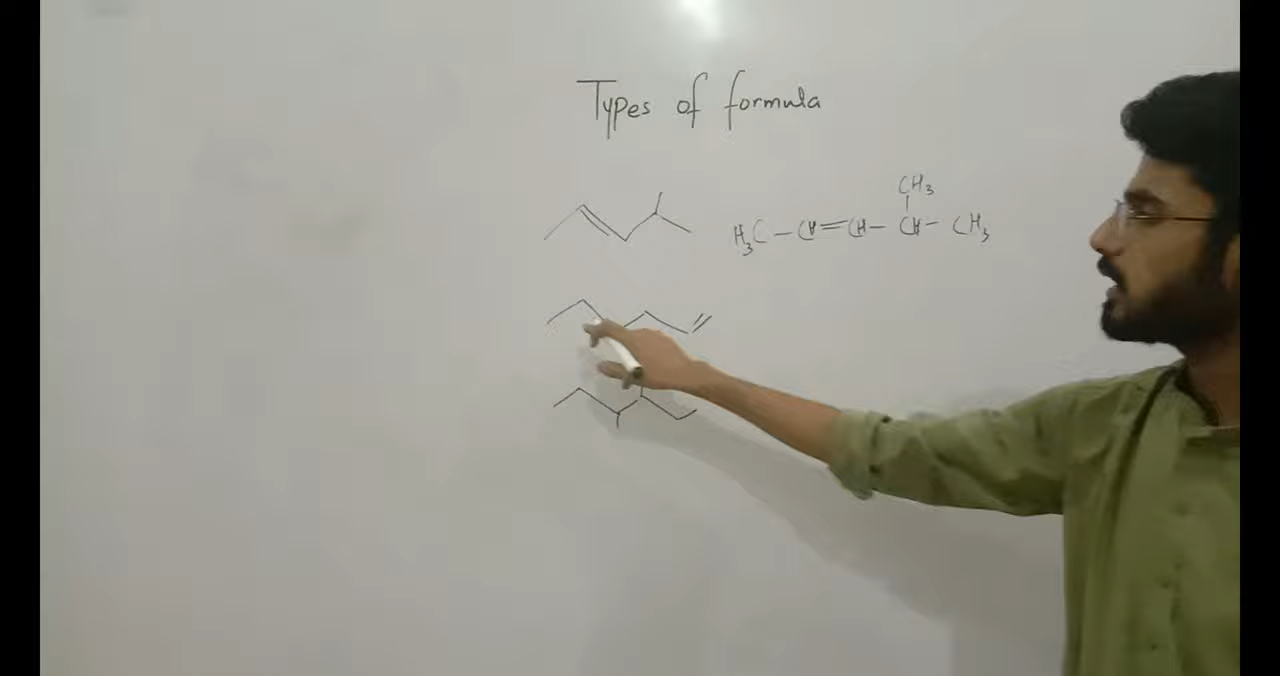 Types of formula
CH3
H3C - CH = CH - CH - CH3